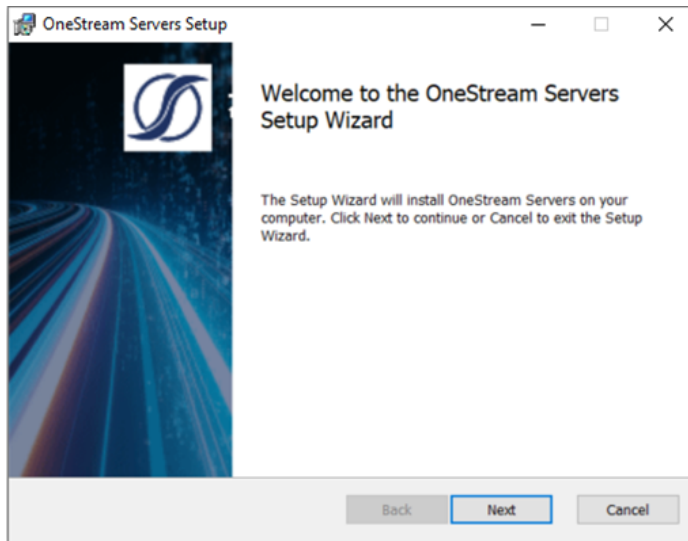 OneStream Servers Setup
Welcome to the OneStream Servers
Setup Wizard
The Setup Wizard will install OneStream Servers on your
computer. Click Next to continue or Cancel to exit the Setup
Wizard.
Back
Next
Cancel